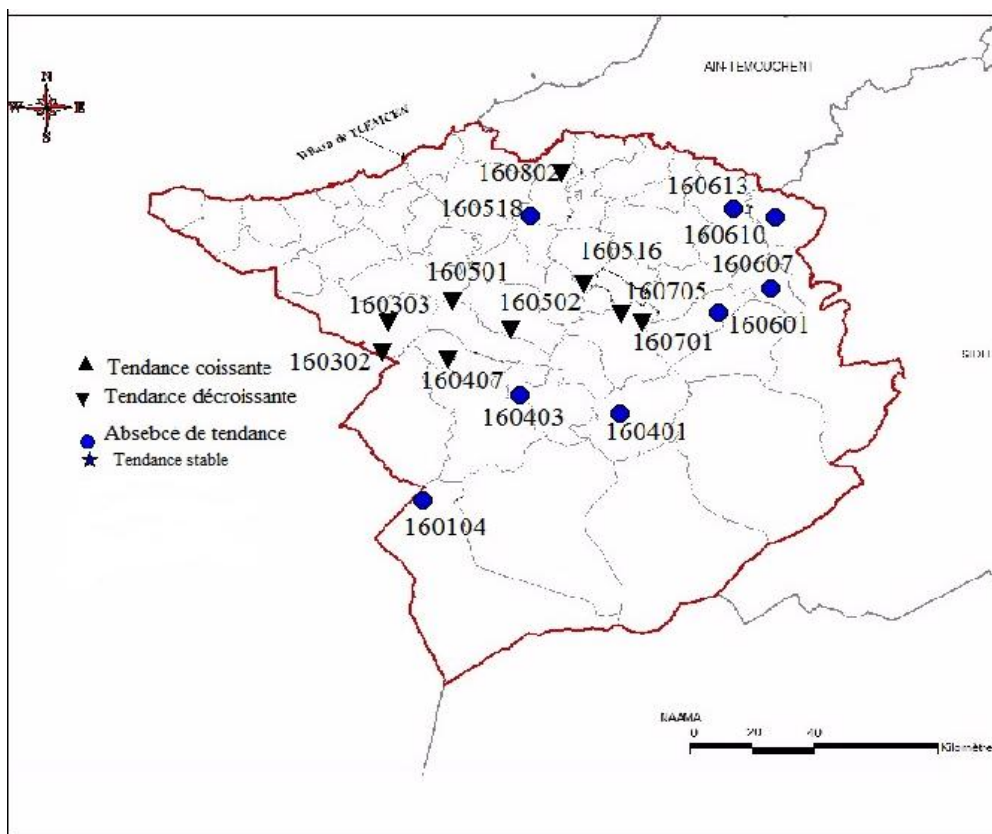 AIN-TEMOUCHENT
N
W E
S
Wilaya de TLEMCEN
160802
160613
160518
160610
160516
160607
160501
160502
160705
160303
160601
160701
160302
Tendance coissante
160407
Tendance décroissante
160403
160401
Absebce de tendance
Tendance stable
160104
NAAMA
0 20 40
Kilomètre